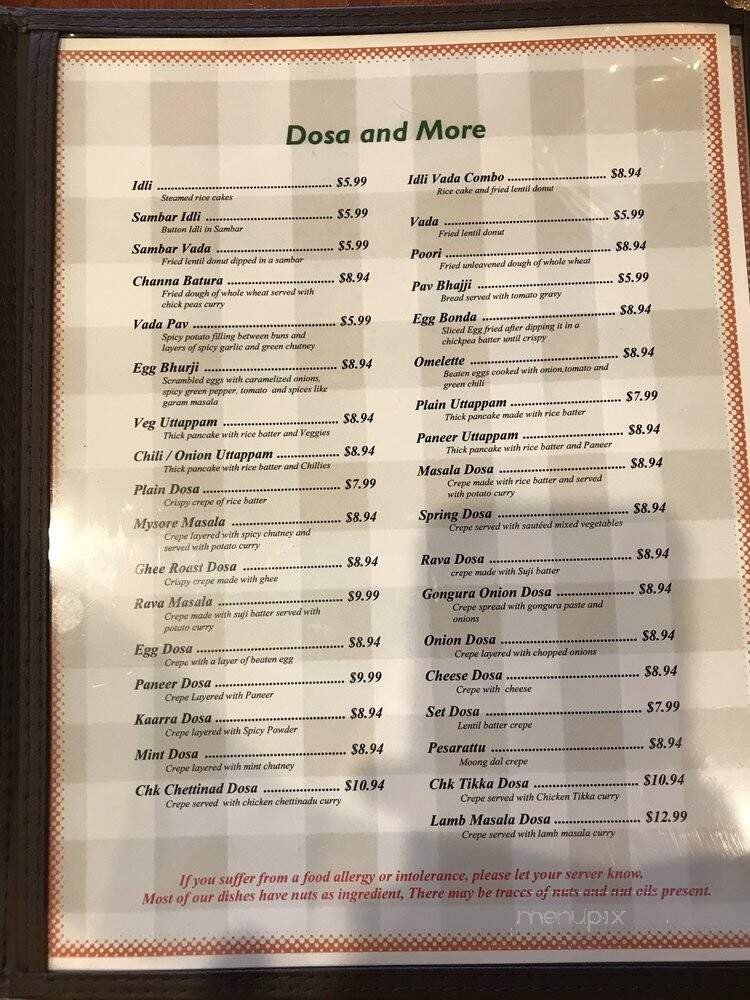 Dosa and More
Idli ........ $5.99
Steamed rice cakes
Sambar Idli ........ $5.99
Button Idli in Sambar
Sambar Vada ........ $5.99
Fried lentil donut dipped in a sambar
Channa Batura ........ $8.94
Fried dough of whole wheat served with
chick peas curry
Vada Pav ........ $5.99
Spicy potato filling between buns and
layers of spicy garlic and green chutney
Egg Bhurji ........ $8.94
Scrambled eggs with caramelized onions,
spicy green pepper, tomato and spices like
garam masala
Veg Uttappam ........ $8.94
Thick pancake with rice batter and Veggies
Chili / Onion Uttappam ........ $8.94
Thick pancake with rice batter and Chillies
Plain Dosa ........ $7.99
Crispy crepe of rice batter
Mysore Masala ........ $8.94
Crepe layered with spicy chutney and
served with potato curry
Ghee Roast Dosa ........ $8.94
Crispy crepe made with ghee
Rava Masala ........ $9.99
Crepe made with suji batter served with
potato curry
Egg Dosa ........ $8.94
Crepe with a layer of beaten egg
Paneer Dosa ........ $9.99
Crepe Layered with Paneer
Kaarra Dosa ........ $8.94
Crepe layered with Spicy Powder
Mint Dosa ........ $8.94
Crepe layered with mint chutney
Chk Chettinad Dosa ........ $10.94
Crepe served with chicken chettinadu curry
Idli Vada Combo ........ $8.94
Rice cake and fried lentil donut
Vada ........ $5.99
Fried lentil donut
Poori ........ $8.94
Fried unleavened dough of whole wheat
Pav Bhajji ........ $5.99
Bread served with tomato gravy
Egg Bonda ........ $8.94
Sliced Egg fried after dipping it in a
chickpea batter until crispy
Omelette ........ $8.94
Beaten eggs cooked with onion,tomato and
green chili
Plain Uttappam ........ $7.99
Thick pancake made with rice batter
Paneer Uttappam ........ $8.94
Thick pancake with rice batter and Paneer
Masala Dosa ........ $8.94
Crepe made with rice batter and served
with potato curry
Spring Dosa ........ $8.94
Crepe served with sautéed mixed vegetables
Rava Dosa ........ $8.94
crepe made with Suji batter
Gongura Onion Dosa ........ $8.94
Crepe spread with gongura paste and
onions
Onion Dosa ........ $8.94
Crepe layered with chopped onions
Cheese Dosa ........ $8.94
Crepe with cheese
Set Dosa ........ $7.99
Lentil batter crepe
Pesarattu ........ $8.94
Moong dal crepe
Chk Tikka Dosa ........ $10.94
Crepe served with Chicken Tikka curry
Lamb Masala Dosa ........ $12.99
Crepe served with lamb masala curry
If you suffer from a food allergy or intolerance, please let your server know.
Most of our dishes have nuts as ingredient, There may be traces of nuts and nut oils present.
menupix